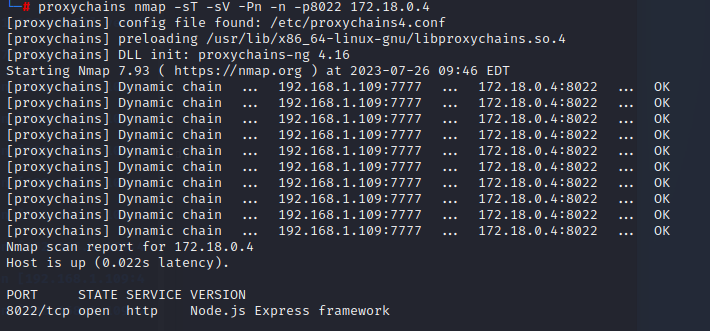 └─# proxychains nmap -sT -sV -Pn -n -p8022 172.18.0.4
[proxychains] config file found: /etc/proxychains4.conf
[proxychains] preloading /usr/lib/x86_64-linux-gnu/libproxychains.so.4
[proxychains] DLL init: proxychains-ng 4.16
Starting Nmap 7.93 ( https://nmap.org ) at 2023-07-26 09:46 EDT
[proxychains] Dynamic chain  ...  192.168.1.109:7777  ...  172.18.0.4:8022  ...  OK
[proxychains] Dynamic chain  ...  192.168.1.109:7777  ...  172.18.0.4:8022  ...  OK
[proxychains] Dynamic chain  ...  192.168.1.109:7777  ...  172.18.0.4:8022  ...  OK
[proxychains] Dynamic chain  ...  192.168.1.109:7777  ...  172.18.0.4:8022  ...  OK
[proxychains] Dynamic chain  ...  192.168.1.109:7777  ...  172.18.0.4:8022  ...  OK
[proxychains] Dynamic chain  ...  192.168.1.109:7777  ...  172.18.0.4:8022  ...  OK
[proxychains] Dynamic chain  ...  192.168.1.109:7777  ...  172.18.0.4:8022  ...  OK
[proxychains] Dynamic chain  ...  192.168.1.109:7777  ...  172.18.0.4:8022  ...  OK
[proxychains] Dynamic chain  ...  192.168.1.109:7777  ...  172.18.0.4:8022  ...  OK
[proxychains] Dynamic chain  ...  192.168.1.109:7777  ...  172.18.0.4:8022  ...  OK
Nmap scan report for 172.18.0.4
Host is up (0.022s latency).
PORT     STATE SERVICE VERSION
8022/tcp open  http    Node.js Express framework